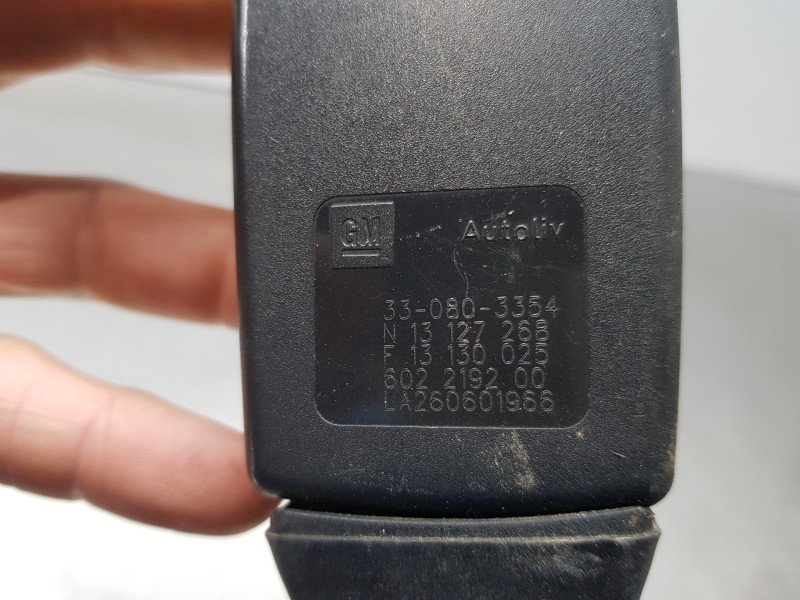 GM Autoliv
33-080-3354
N 13 127 268
F 13 130 025
602 2192 00
LA260601966